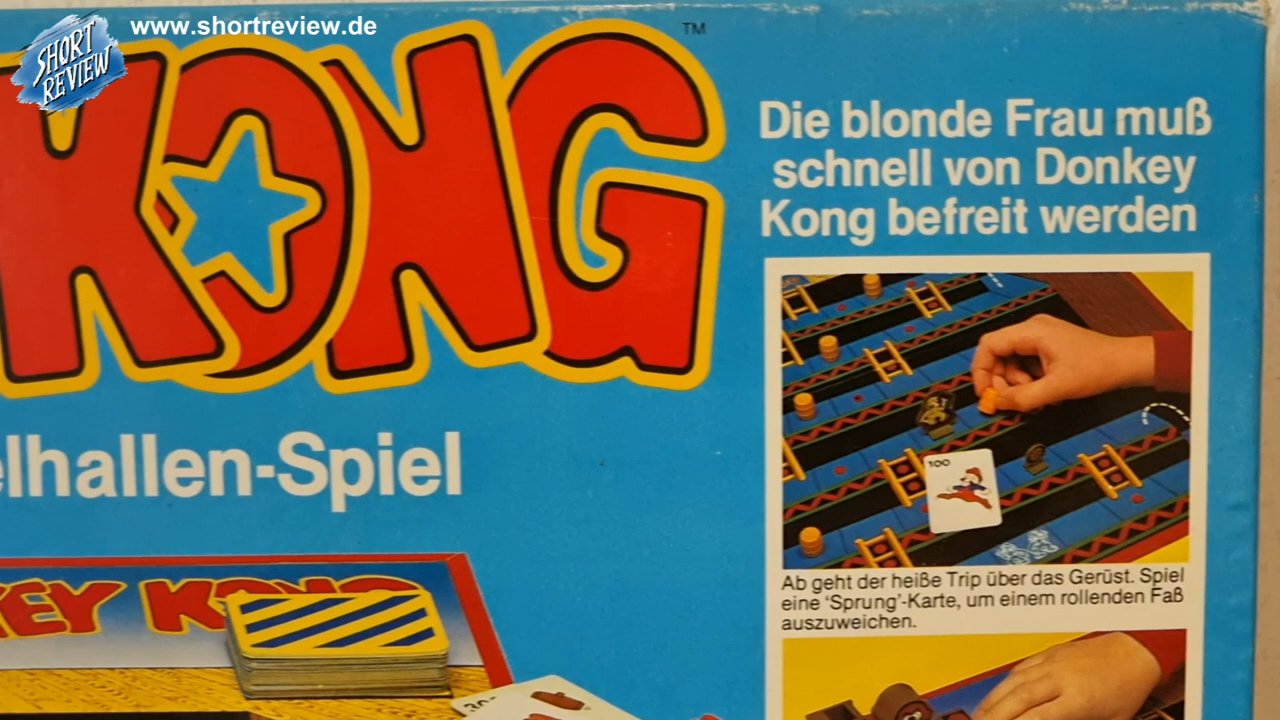 SHORT
REVIEW
www.shortreview.de
KONG
TM
Die blonde Frau muß
schnell von Donkey
Kong befreit werden
elhallen-Spiel
100
Ab geht der heiße Trip über das Gerüst. Spiel
eine 'Sprung'-Karte, um einem rollenden Faß
auszuweichen.
KEY KONG